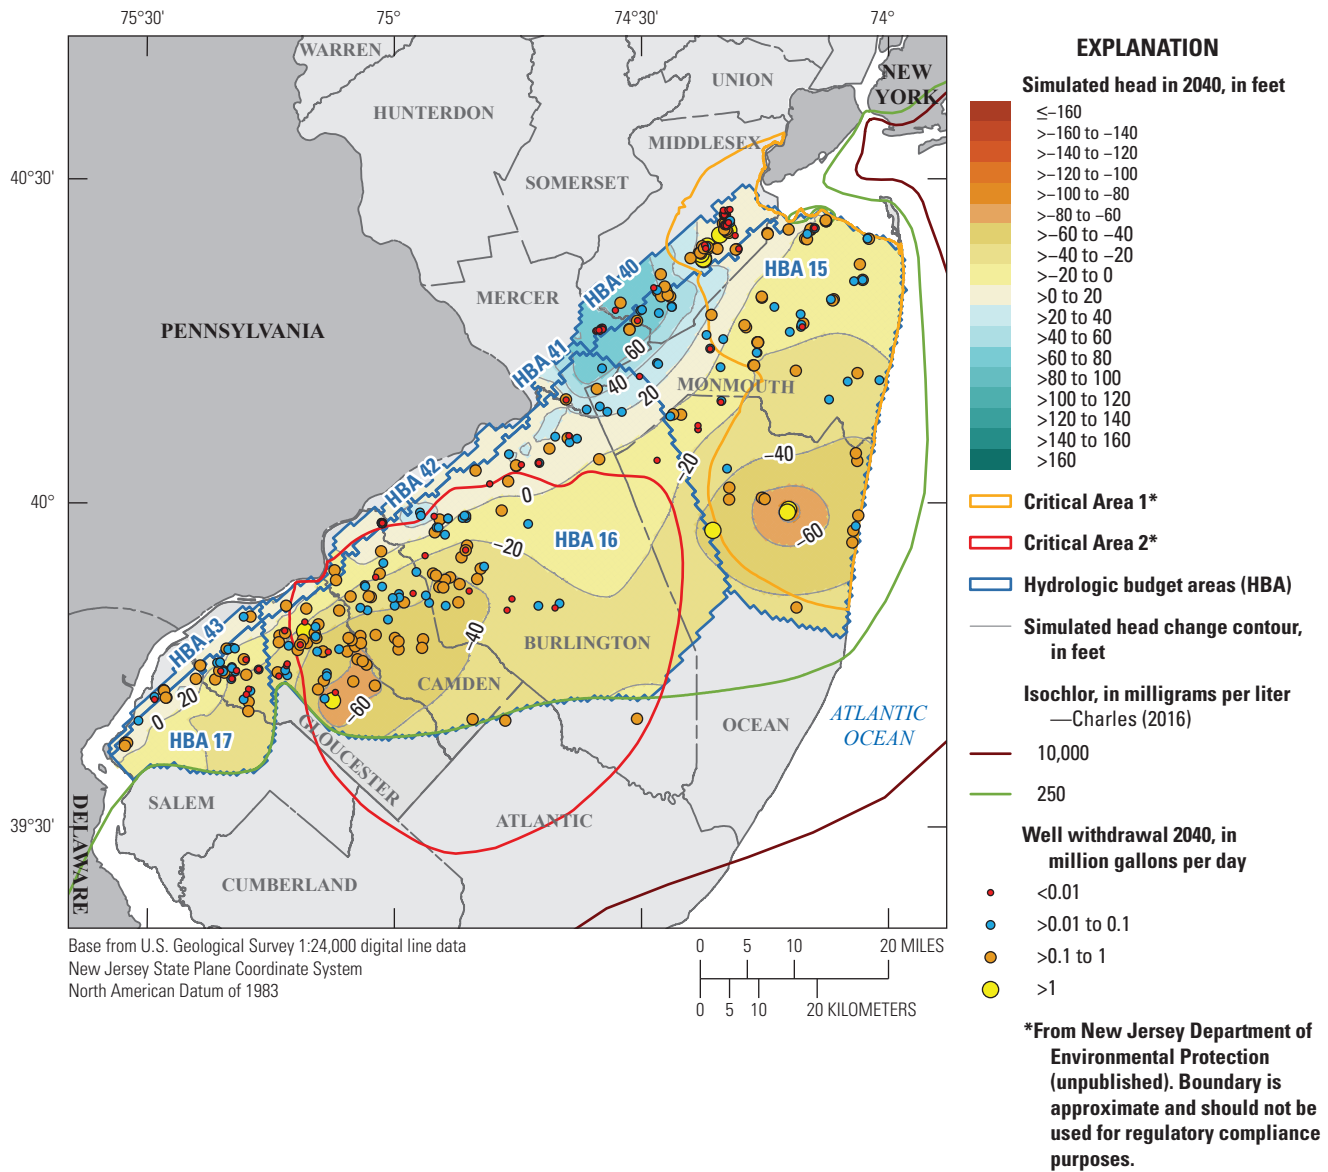 75°30'
75°
74°30'
74°
WARREN
UNION
NEW
YORK
HUNTERDON
MIDDLESEX
40°30'
SOMERSET
HBA 15
HBA 40
MERCER
PENNSYLVANIA
60
HBA 41
40
20
MONMOUTH
−40
−20
HBA 42
0
40°
−20
HBA 16
−60
−40
BURLINGTON
HBA 43
CAMDEN
20
0
−60
HBA 17
GLOUCESTER
OCEAN
ATLANTIC
OCEAN
SALEM
DELAWARE
39°30'
ATLANTIC
CUMBERLAND
Base from U.S. Geological Survey 1:24,000 digital line data
New Jersey State Plane Coordinate System
North American Datum of 1983
0 5 10 20 MILES
0 5 10 20 KILOMETERS
EXPLANATION
Simulated head in 2040, in feet
≤−160
>−160 to −140
>−140 to −120
>−120 to −100
>−100 to −80
>−80 to −60
>−60 to −40
>−40 to −20
>−20 to 0
>0 to 20
>20 to 40
>40 to 60
>60 to 80
>80 to 100
>100 to 120
>120 to 140
>140 to 160
>160
Critical Area 1*
Critical Area 2*
Hydrologic budget areas (HBA)
Simulated head change contour,
in feet
Isochlor, in milligrams per liter
—Charles (2016)
10,000
250
Well withdrawal 2040, in
million gallons per day
<0.01
>0.01 to 0.1
>0.1 to 1
>1
*From New Jersey Department of
Environmental Protection
(unpublished). Boundary is
approximate and should not be
used for regulatory compliance
purposes.